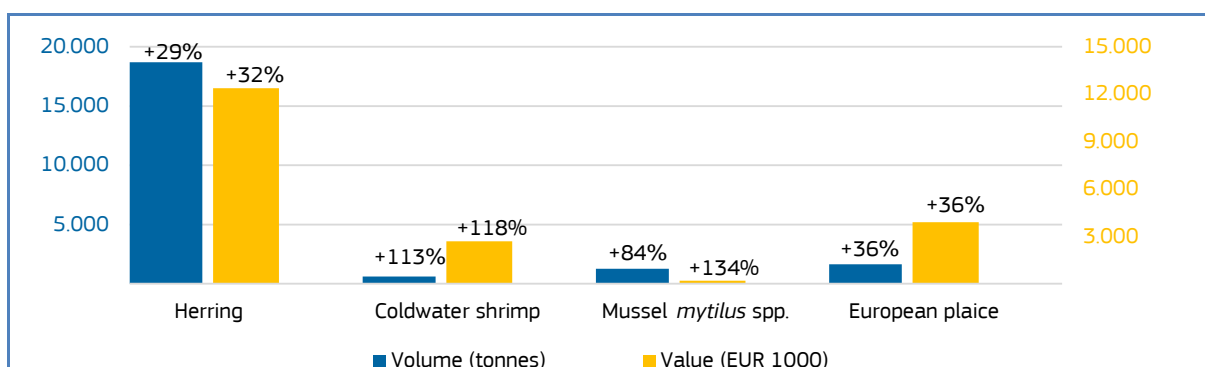 20.000
15.000
10.000
5.000
15.000
12.000
9.000
6.000
3.000
+29%
+32%
+113%
+118%
+84%
+134%
+36%
+36%
Herring
Coldwater shrimp
Mussel mytilus spp.
European plaice
Volume (tonnes)
Value (EUR 1000)